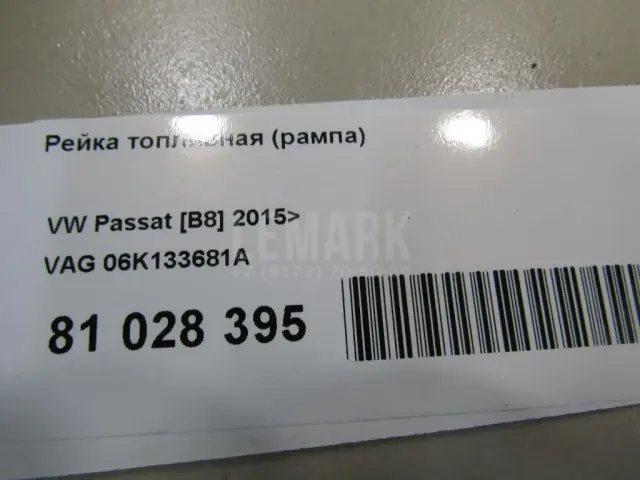 Рейка топливная (рампа)
VW Passat [B8] 2015>
VAG 06K133681A
81 028 395